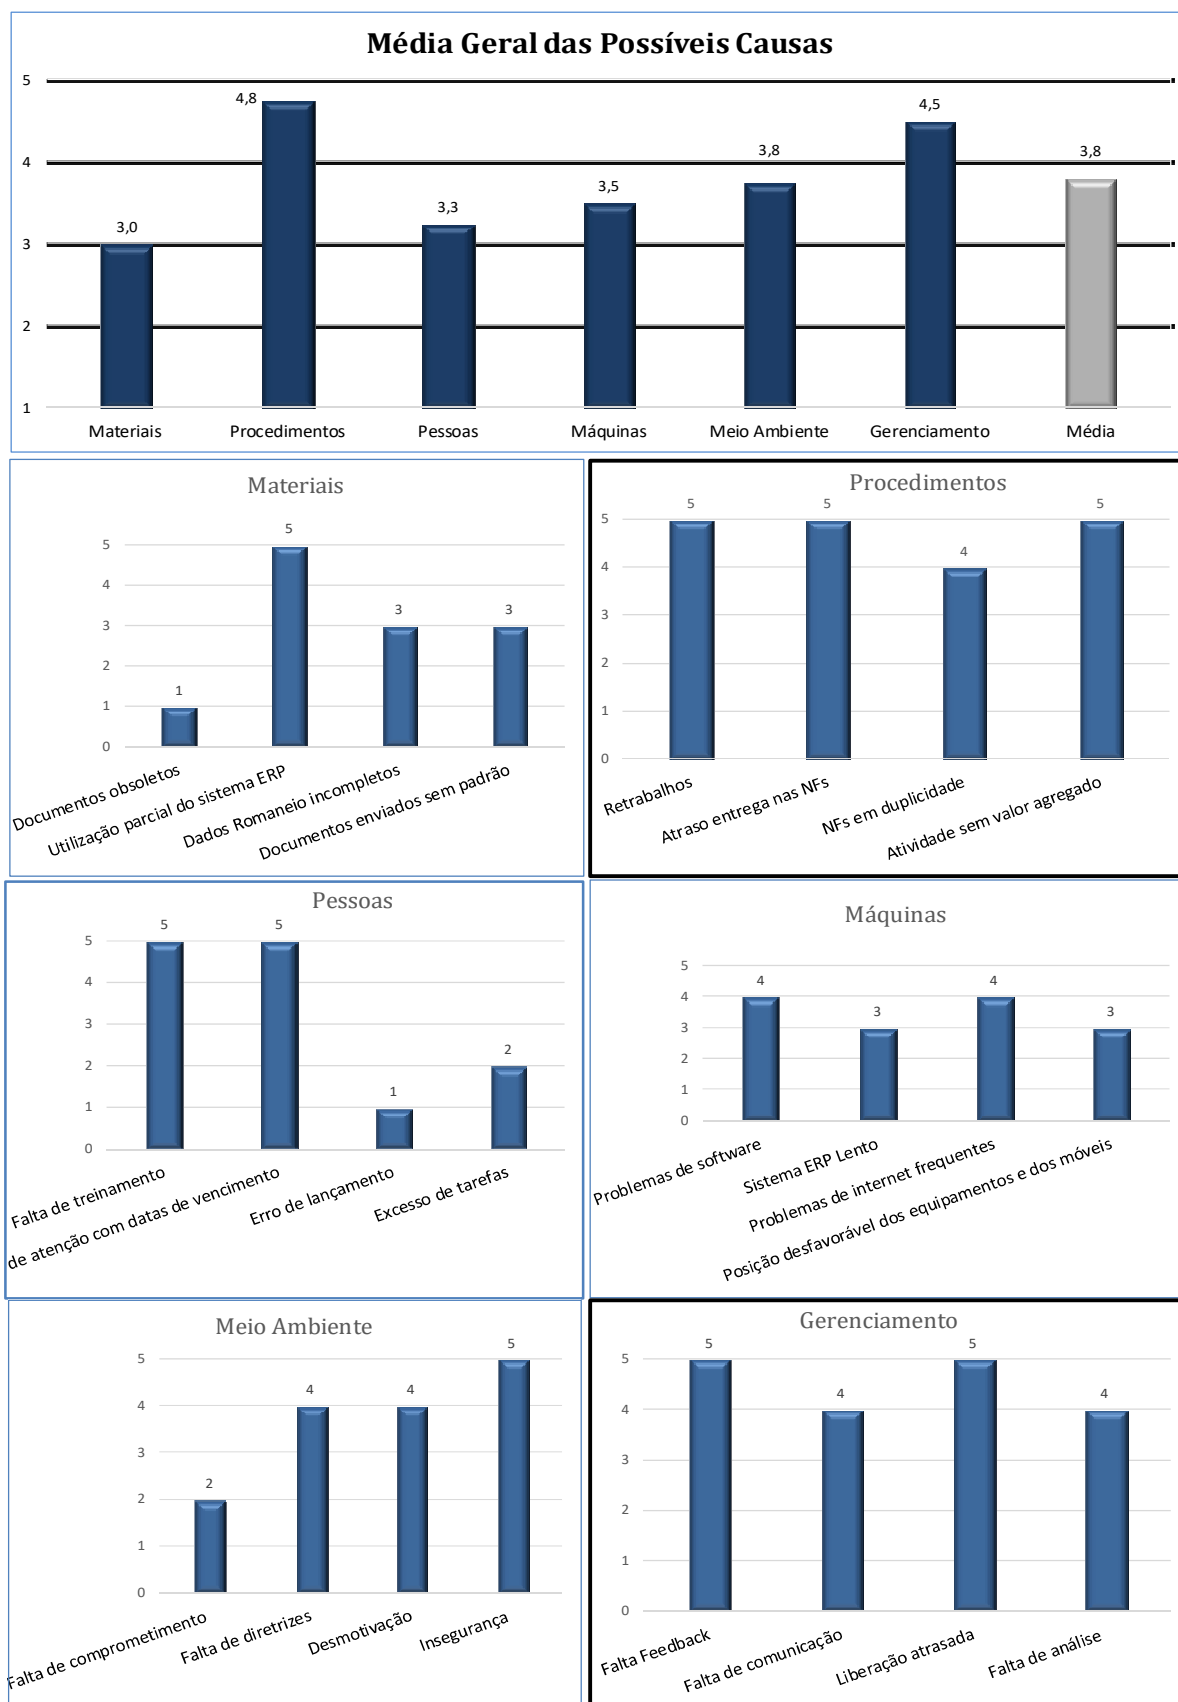 Média Geral das Possíveis Causas
5
4
3
2
1
3,0
4,8
3,3
3,5
3,8
4,5
3,8
Materiais
Procedimentos
Pessoas
Máquinas
Meio Ambiente
Gerenciamento
Média
Materiais
5
4
3
2
1
0
1
5
3
3
Documentos obsoletos
Utilização parcial do sistema ERP
Dados Romaneio incompletos
Documentos enviados sem padrão
Procedimentos
5
4
3
2
1
0
5
5
4
5
Retrabalhos
Atraso entrega nas NFs
NFs em duplicidade
Atividade sem valor agregado
Pessoas
5
4
3
2
1
0
5
5
1
2
Falta de treinamento
de atenção com datas de vencimento
Erro de lançamento
Excesso de tarefas
Máquinas
5
4
3
2
1
0
4
3
4
3
Problemas de software
Sistema ERP Lento
Problemas de internet frequentes
Posição desfavorável dos equipamentos e dos móveis
Meio Ambiente
5
4
3
2
1
0
2
4
4
5
Falta de comprometimento
Falta de diretrizes
Desmotivação
Insegurança
Gerenciamento
5
4
3
2
1
0
5
4
5
4
Falta Feedback
Falta de comunicação
Liberação atrasada
Falta de análise